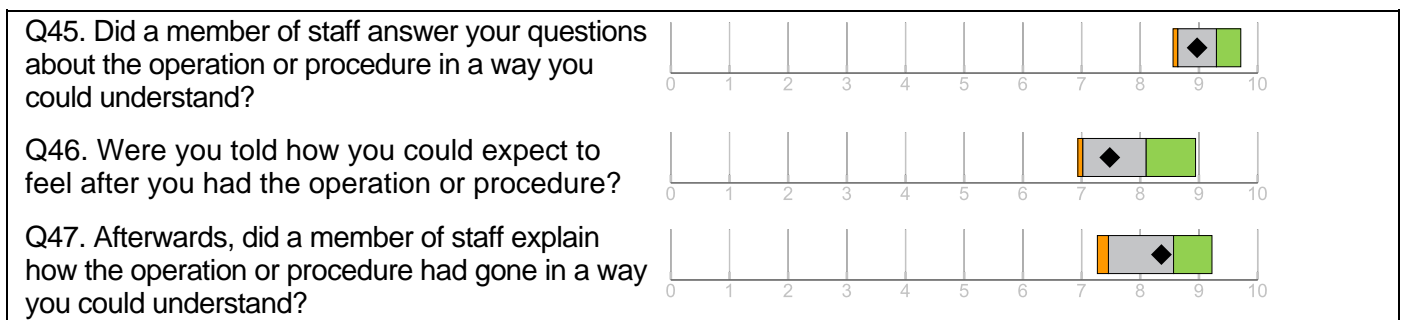 Q45. Did a member of staff answer your questions
about the operation or procedure in a way you
could understand?
0 1 2 3 4 5 6 7 8 9 10
Q46. Were you told how you could expect to
feel after you had the operation or procedure?
0 1 2 3 4 5 6 7 8 9 10
Q47. Afterwards, did a member of staff explain
how the operation or procedure had gone in a way
you could understand?
0 1 2 3 4 5 6 7 8 9 10